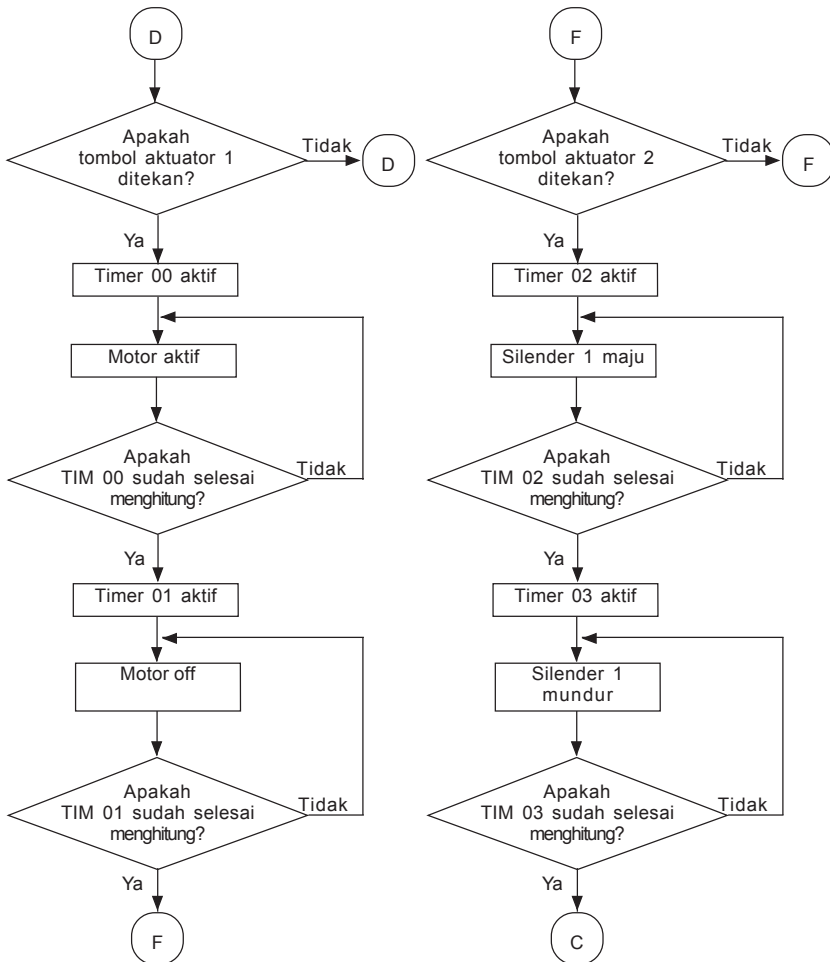 D
Apakah
tombol aktuator 1
ditekan?
Tidak
D
Ya
Timer 00 aktif
Motor aktif
Apakah
TIM 00 sudah selesai
menghitung?
Tidak
Ya
Timer 01 aktif
Motor off
Apakah
TIM 01 sudah selesai
menghitung?
Tidak
Ya
F
F
Apakah
tombol aktuator 2
ditekan?
Tidak
F
Ya
Timer 02 aktif
Silender 1 maju
Apakah
TIM 02 sudah selesai
menghitung?
Tidak
Ya
Timer 03 aktif
Silender 1
mundur
Apakah
TIM 03 sudah selesai
menghitung?
Tidak
Ya
C